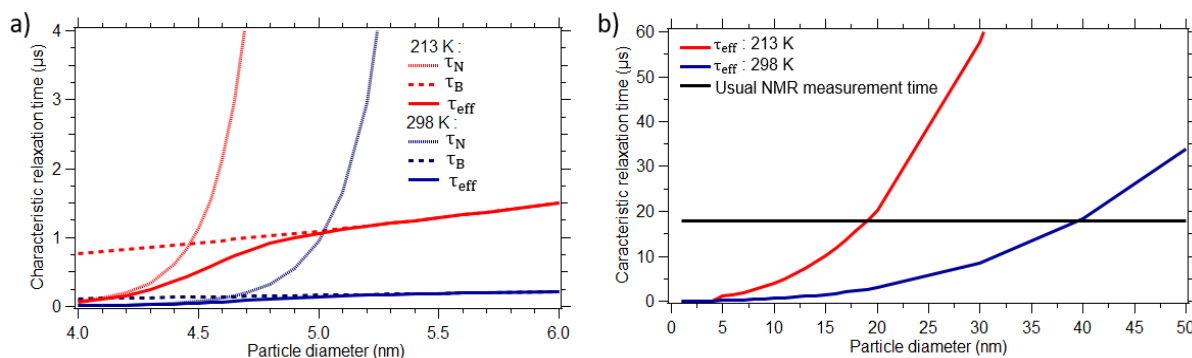 a)
Characteristic relaxation time (µs)
4
3
2
1
0
213 K :
τN
τB
τeff
298 K :
τN
τB
τeff
4.0 4.5 5.0 5.5 6.0
Particle diameter (nm)
b)
Caracteristic relaxation time (µs)
60
50
40
30
20
10
0
τeff : 213 K
τeff : 298 K
Usual NMR measurement time
0 5 10 15 20 25 30 35 40 45 50
Particle diameter (nm)